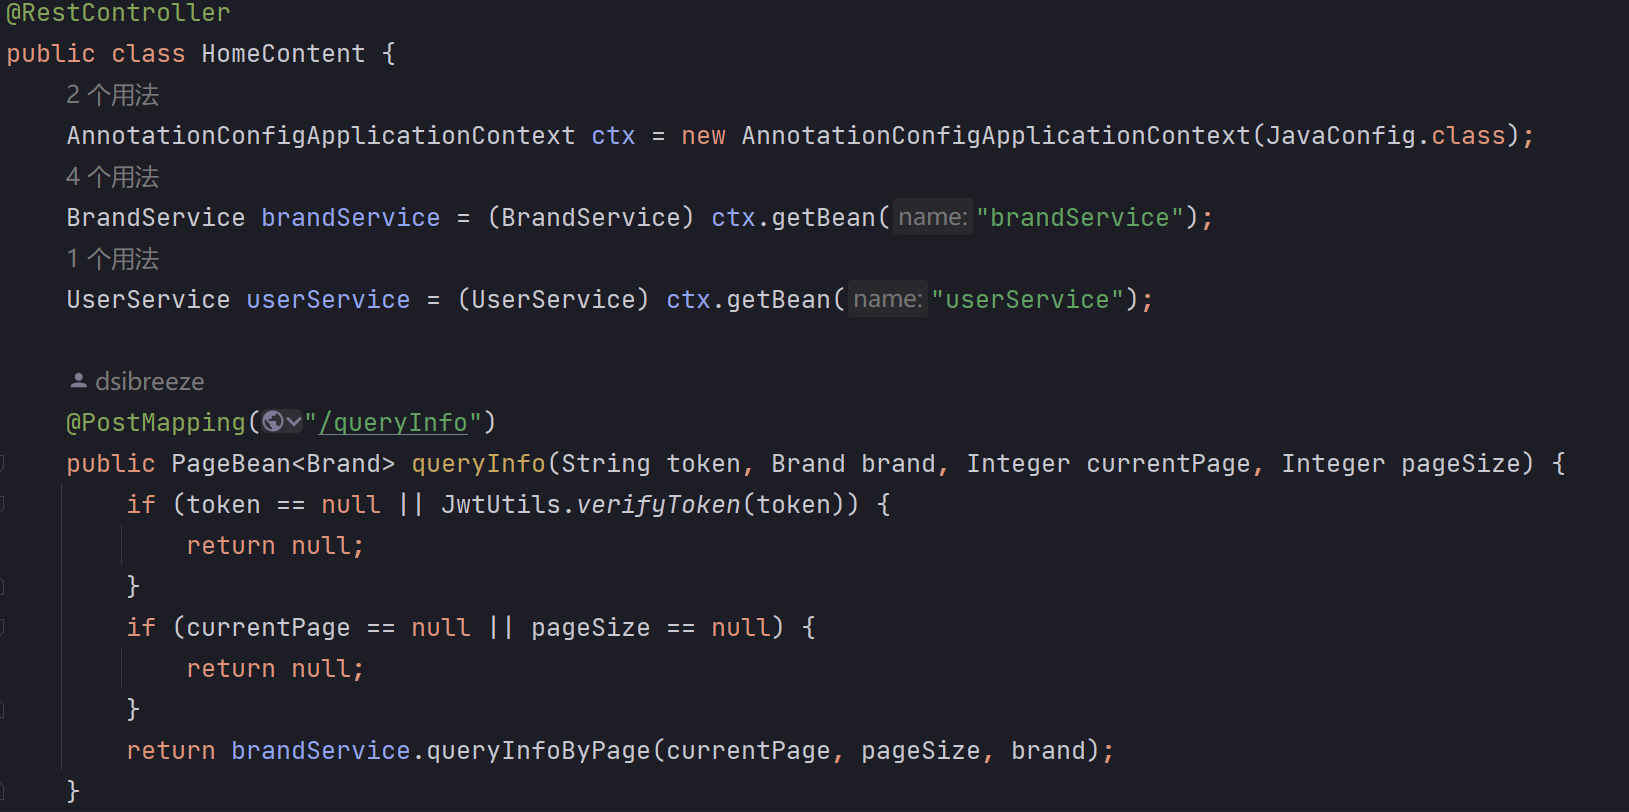 @RestController
public class HomeContent {
2 个用法
AnnotationConfigApplicationContext ctx = new AnnotationConfigApplicationContext(JavaConfig.class);
4 个用法
BrandService brandService = (BrandService) ctx.getBean( name: "brandService");
1 个用法
UserService userService = (UserService) ctx.getBean( name: "userService");
dsibreeze
@PostMapping("/queryInfo")
public PageBean<Brand> queryInfo(String token, Brand brand, Integer currentPage, Integer pageSize) {
if (token == null || JwtUtils.verifyToken(token)) {
return null;
}
if (currentPage == null || pageSize == null) {
return null;
}
return brandService.queryInfoByPage(currentPage, pageSize, brand);
}